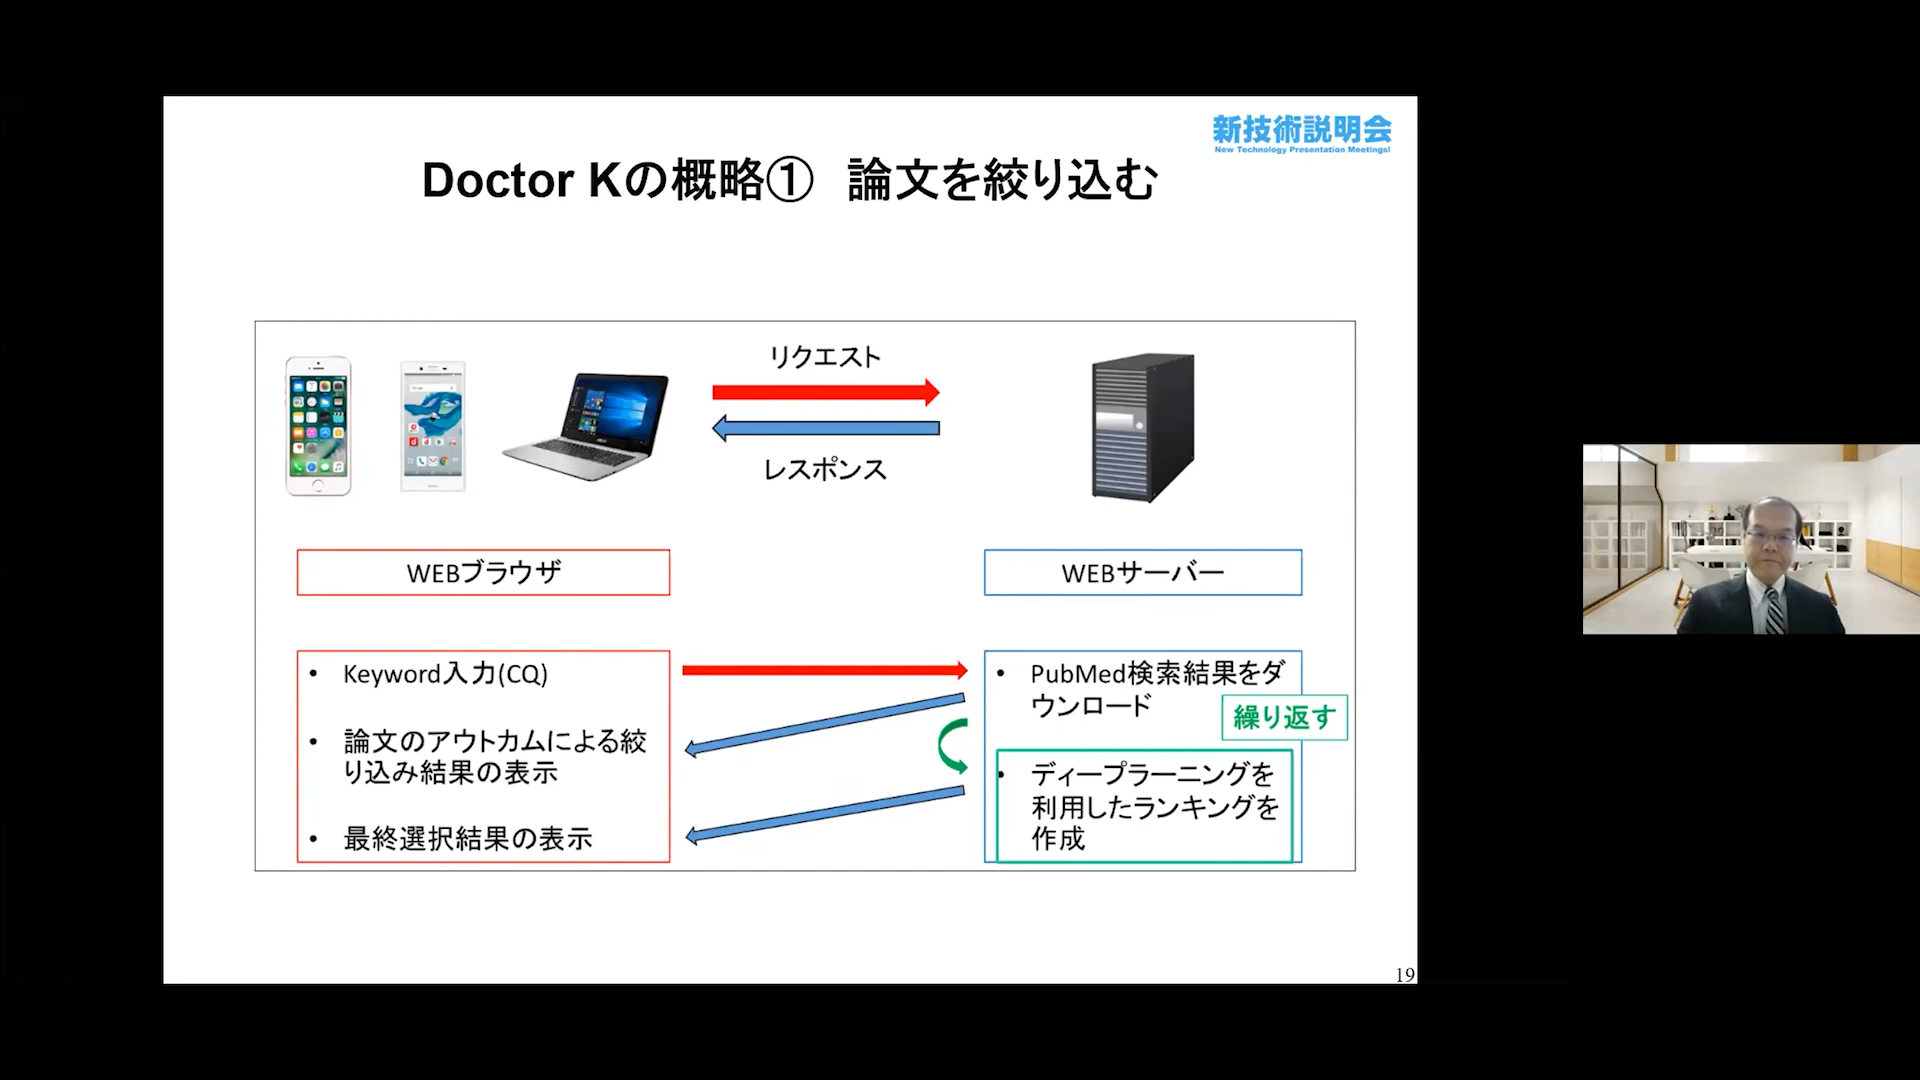 新技術説明会
New Technology Presentation Meetings!
Doctor Kの概略① 論文を絞り込む
リクエスト
レスポンス
WEBブラウザ
WEBサーバー
• Keyword入力(CQ)
• 論文のアウトカムによる絞
り込み結果の表示
• 最終選択結果の表示
• PubMed検索結果をダ
ウンロード
繰り返す
• ディープラーニングを
利用したランキングを
作成
19